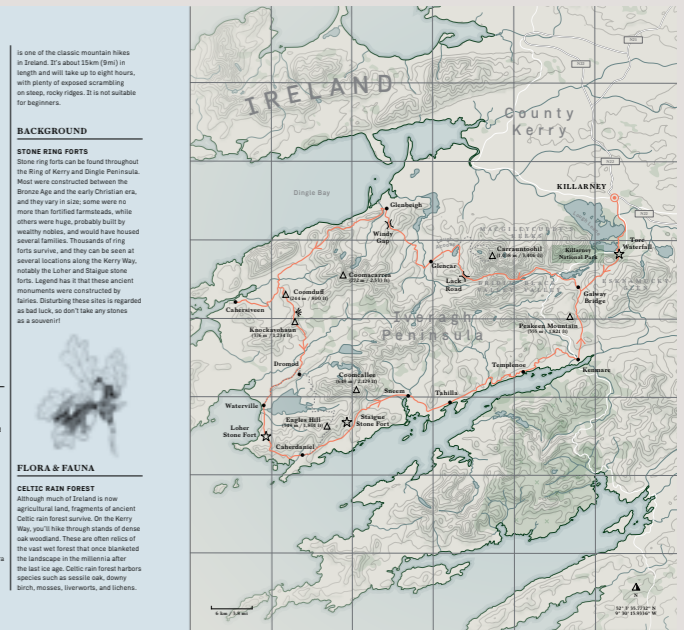 is one of the classic mountain hikes
in Ireland. It's about 15km (9mi) in
length and will take up to eight hours,
with plenty of exposed scrambling
on steep, rocky ridges. It is not suitable
for beginners.
BACKGROUND
STONE RING FORTS
Stone ring forts can be found throughout
the Ring of Kerry and Dingle Peninsula.
Most were constructed between the
Bronze Age and the early Christian era,
and they vary in size; some were no
more than fortified farmsteads, while
others were huge, probably built by
wealthy nobles, and would have housed
several families. Thousands of ring
forts survive, and they can be seen at
several locations along the Kerry Way,
notably the Loher and Staigue stone
forts. Legend has it that these ancient
monuments were constructed by
fairies. Disturbing these sites is regarded
as bad luck, so don't take any stones
as a souvenir!
FLORA & FAUNA
CELTIC RAIN FOREST
Although much of Ireland is now
agricultural land, fragments of ancient
Celtic rain forest survive. On the Kerry
Way, you'll hike through stands of dense
oak woodland. These are often relics of
the vast wet forest that once blanketed
the landscape in the millennia after
the last ice age. Celtic rain forest harbors
species such as sessile oak, downy
birch, mosses, liverworts, and lichens.
IRELAND
County
Kerry
Dingle Bay
KILLARNEY
Glenbeigh
Windy
Gap
Torc
Waterfall
Carrauntoohil
Killarney
National Park
Glencar
Lack
Road
Coomacarrea
Coomduff
Galway
Bridge
Cahersiveen
Knockavohaun
Iveragh
Peninsula
Peakeen Mountain
Dromod
Coomcallee
Templenoe
Kenmare
Sneem
Tahilla
Waterville
Eagles Hill
Staigue
Stone Fort
Loher
Stone Fort
Caherdaniel
6 km / 3.8 mi
N